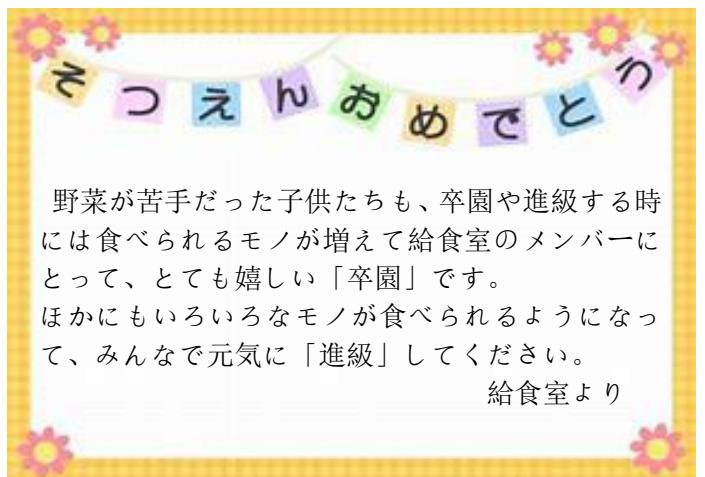 そつえんおめでとう
野菜が苦手だった子供たちも、卒園や進級する時
には食べられるモノが増えて給食室のメンバーに
とって、とても嬉しい「卒園」です。
ほかにもいろいろなモノが食べられるようになっ
て、みんなで元気に「進級」してください。
給食室より